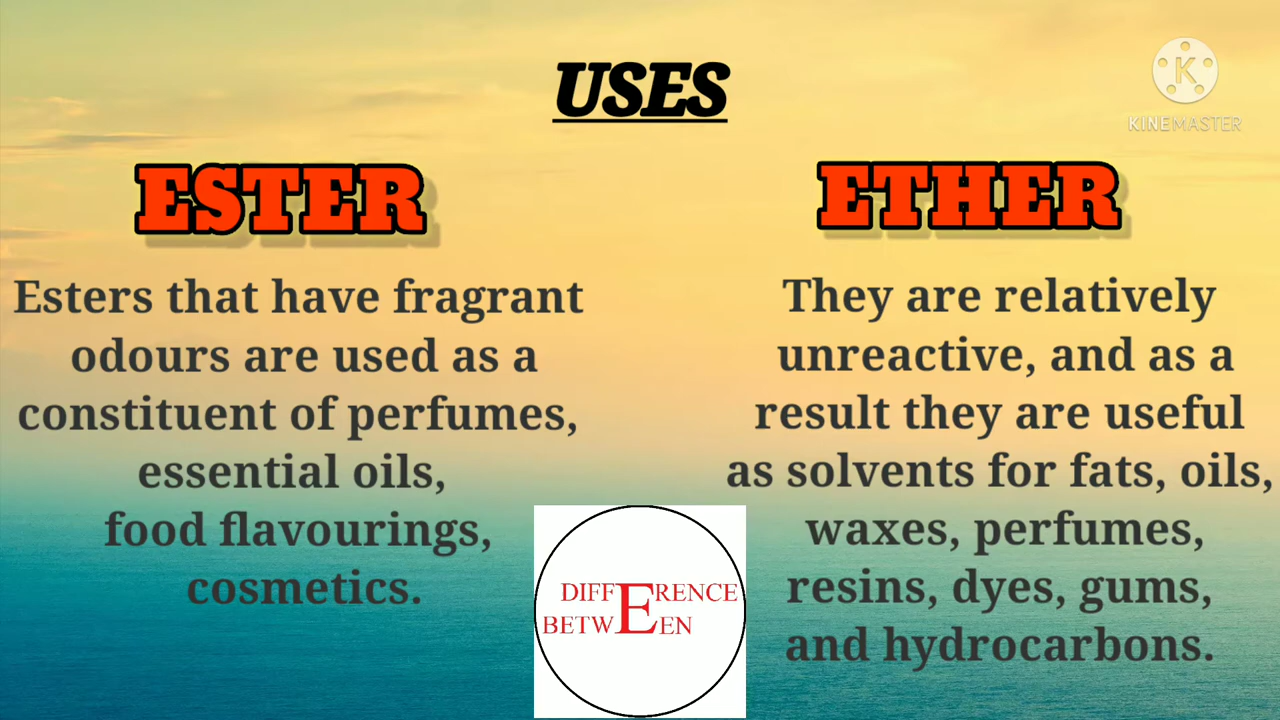 USES
K
KINEMASTER
ESTER
Esters that have fragrant
odours are used as a
constituent of perfumes,
essential oils,
food flavourings,
cosmetics.
ETHER
They are relatively
unreactive, and as a
result they are useful
as solvents for fats, oils,
waxes, perfumes,
resins, dyes, gums,
and hydrocarbons.
DIFFERENCE
BETWEEN